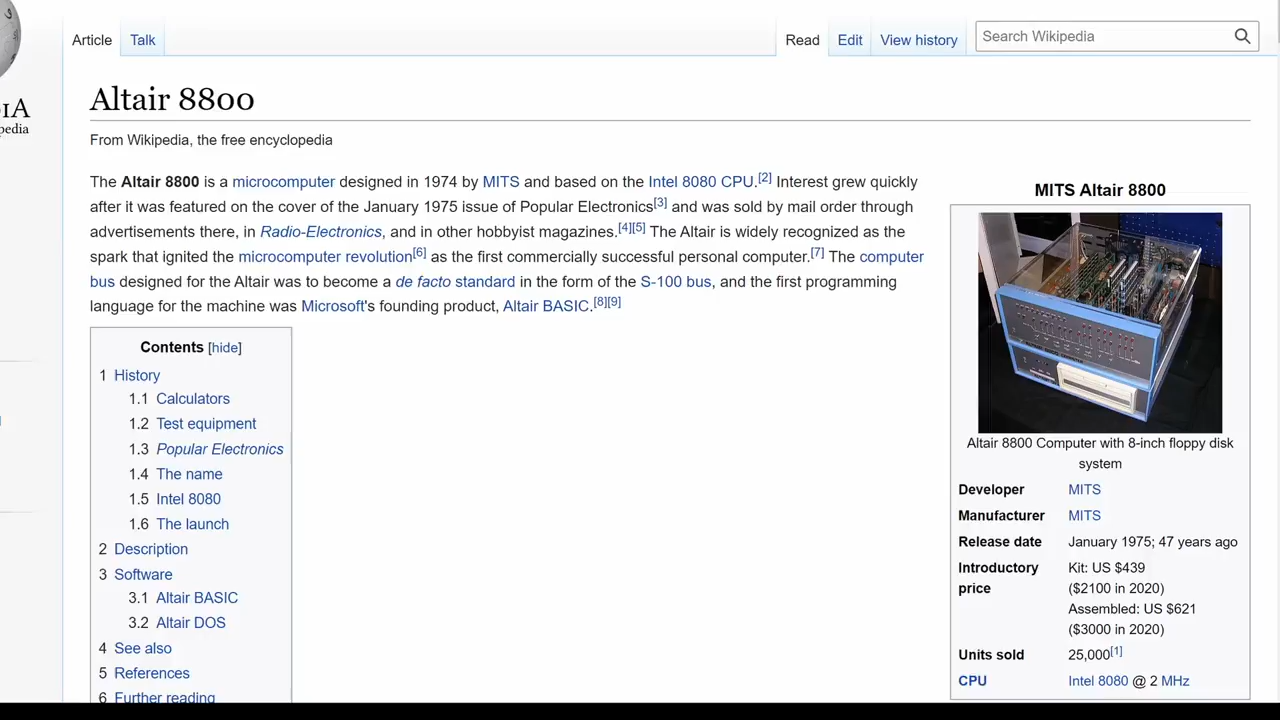 IA
pedia
Article
Talk
Read
Edit
View history
Search Wikipedia
Altair 8800
From Wikipedia, the free encyclopedia
The Altair 8800 is a microcomputer designed in 1974 by MITS and based on the Intel 8080 CPU.[2] Interest grew quickly
after it was featured on the cover of the January 1975 issue of Popular Electronics[3] and was sold by mail order through
advertisements there, in Radio-Electronics, and in other hobbyist magazines.[4][5] The Altair is widely recognized as the
spark that ignited the microcomputer revolution[6] as the first commercially successful personal computer.[7] The computer
bus designed for the Altair was to become a de facto standard in the form of the S-100 bus, and the first programming
language for the machine was Microsoft's founding product, Altair BASIC.[8][9]
Contents [hide]
1 History
1.1 Calculators
1.2 Test equipment
1.3 Popular Electronics
1.4 The name
1.5 Intel 8080
1.6 The launch
2 Description
3 Software
3.1 Altair BASIC
3.2 Altair DOS
4 See also
5 References
6 Further reading
MITS Altair 8800
Altair 8800 Computer with 8-inch floppy disk
system
Developer MITS
Manufacturer MITS
Release date January 1975; 47 years ago
Introductory Kit: US $439
price ($2100 in 2020)
Assembled: US $621
($3000 in 2020)
Units sold 25,000[1]
CPU Intel 8080 @ 2 MHz